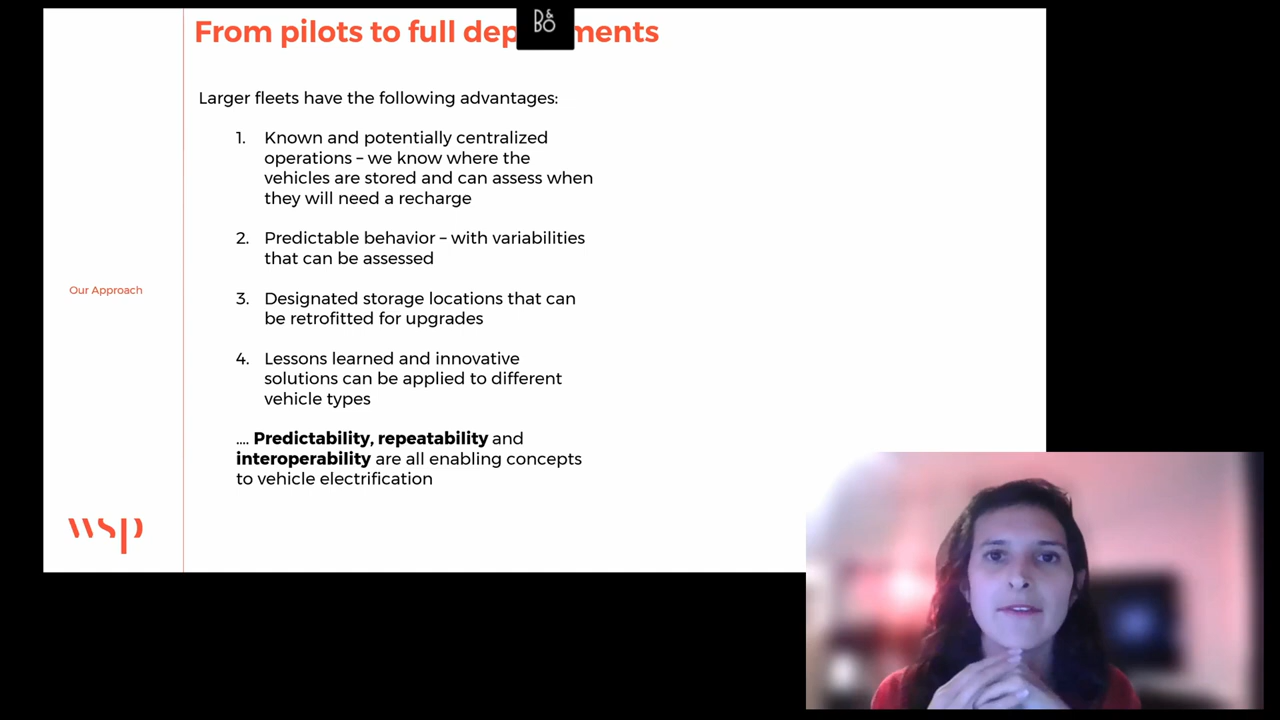 From pilots to full dep ments
B&O
Larger fleets have the following advantages:
1. Known and potentially centralized
operations – we know where the
vehicles are stored and can assess when
they will need a recharge
2. Predictable behavior – with variabilities
that can be assessed
Our Approach
3. Designated storage locations that can
be retrofitted for upgrades
4. Lessons learned and innovative
solutions can be applied to different
vehicle types
.... Predictability, repeatability and
interoperability are all enabling concepts
to vehicle electrification
wsp